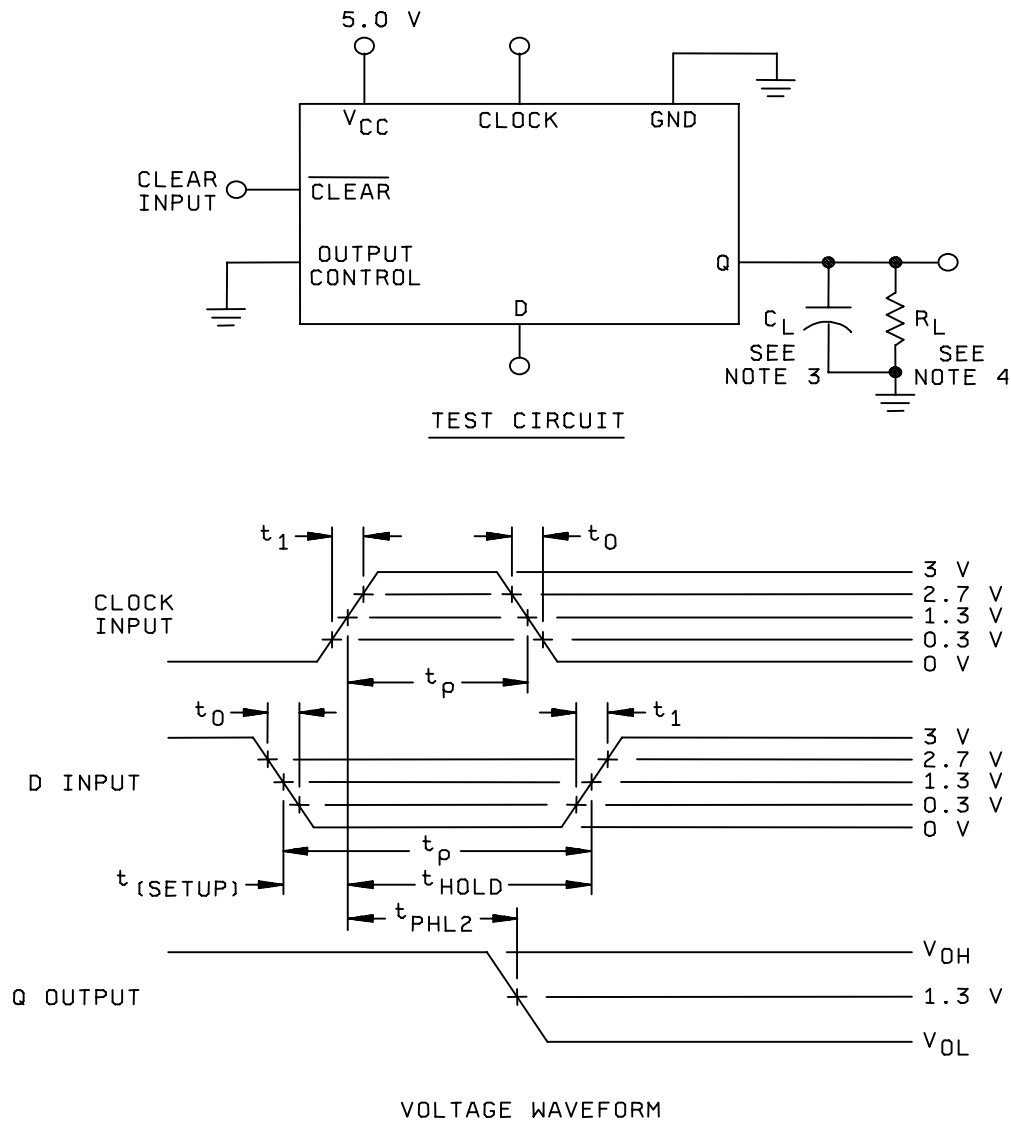 5.0 V
VCC
CLOCK
GND
CLEAR
INPUT
CLEAR
OUTPUT
CONTROL
Q
D
CL
SEE
NOTE 3
RL
SEE
NOTE 4
TEST CIRCUIT
t1
t0
CLOCK
INPUT
3 V
2.7 V
1.3 V
0.3 V
0 V
tp
t0
t1
D INPUT
3 V
2.7 V
1.3 V
0.3 V
0 V
tp
t(SETUP)
tHOLD
tPHL2
Q OUTPUT
VOH
1.3 V
VOL
VOLTAGE WAVEFORM